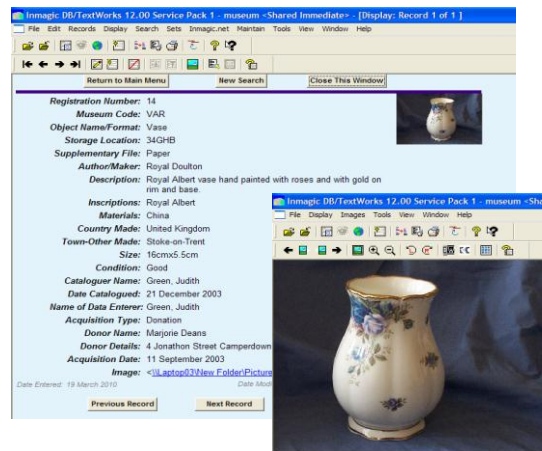 Inmagic DB/TextWorks 12.00 Service Pack 1 - museum <Shared Immediate> - [Display: Record 1 of 1 ]
File Edit Records Display Search Sets Inmagic.net Maintain Tools View Window Help
Return to Main Menu New Search Close This Window
Registration Number: 14
Museum Code: VAR
Object Name/Format: Vase
Storage Location: 34GHB
Supplementary File: Paper
Author/Maker: Royal Doulton
Description: Royal Albert vase hand painted with roses and with gold on
rim and base.
Inscriptions: Royal Albert
Materials: China
Country Made: United Kingdom
Town-Other Made: Stoke-on-Trent
Size: 16cmx5.5cm
Condition: Good
Cataloguer Name: Green, Judith
Date Catalogued: 21 December 2003
Name of Data Enterer: Green, Judith
Acquisition Type: Donation
Donor Name: Marjorie Deans
Donor Details: 4 Jonathon Street Camperdown
Acquisition Date: 11 September 2003
Image: <\\Laptop03\New Folder\Picture
Date Entered: 19 March 2010 Date Modi
Previous Record Next Record
Inmagic DB/TextWorks 12.00 Service Pack 1 - museum <Sha
File Display Images Tools View Window Help